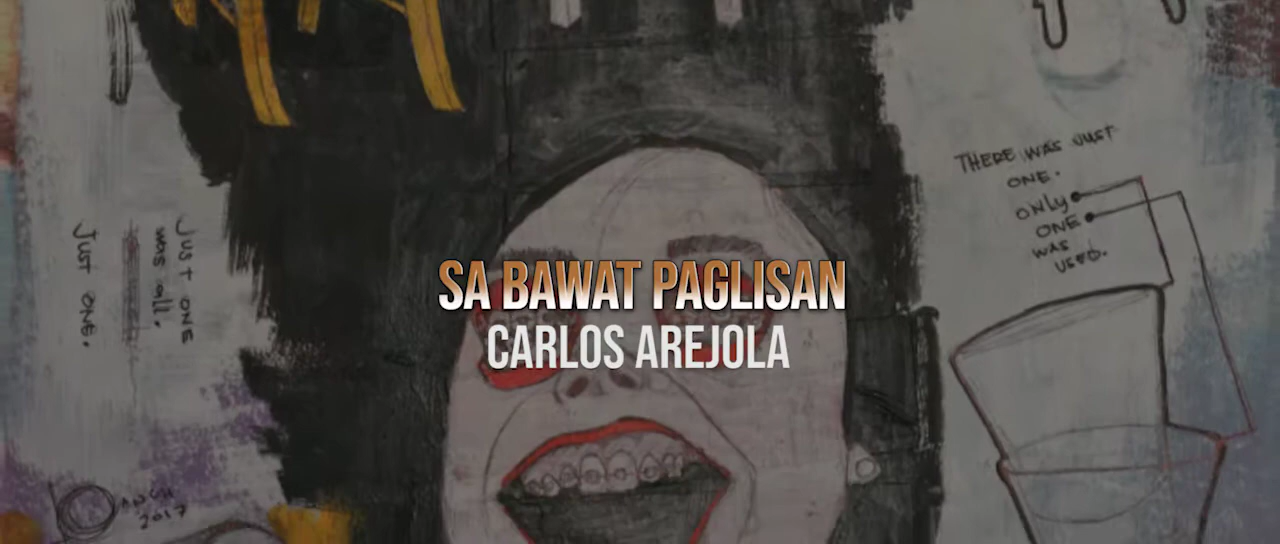 SA BAWAT PAGLISAN
CARLOS AREJOLA
THERE WAS JUST
ONE.
ONLY
ONE
WAS
USED.
JUST ONE
WAS ALL.
JUST ONE.
2017